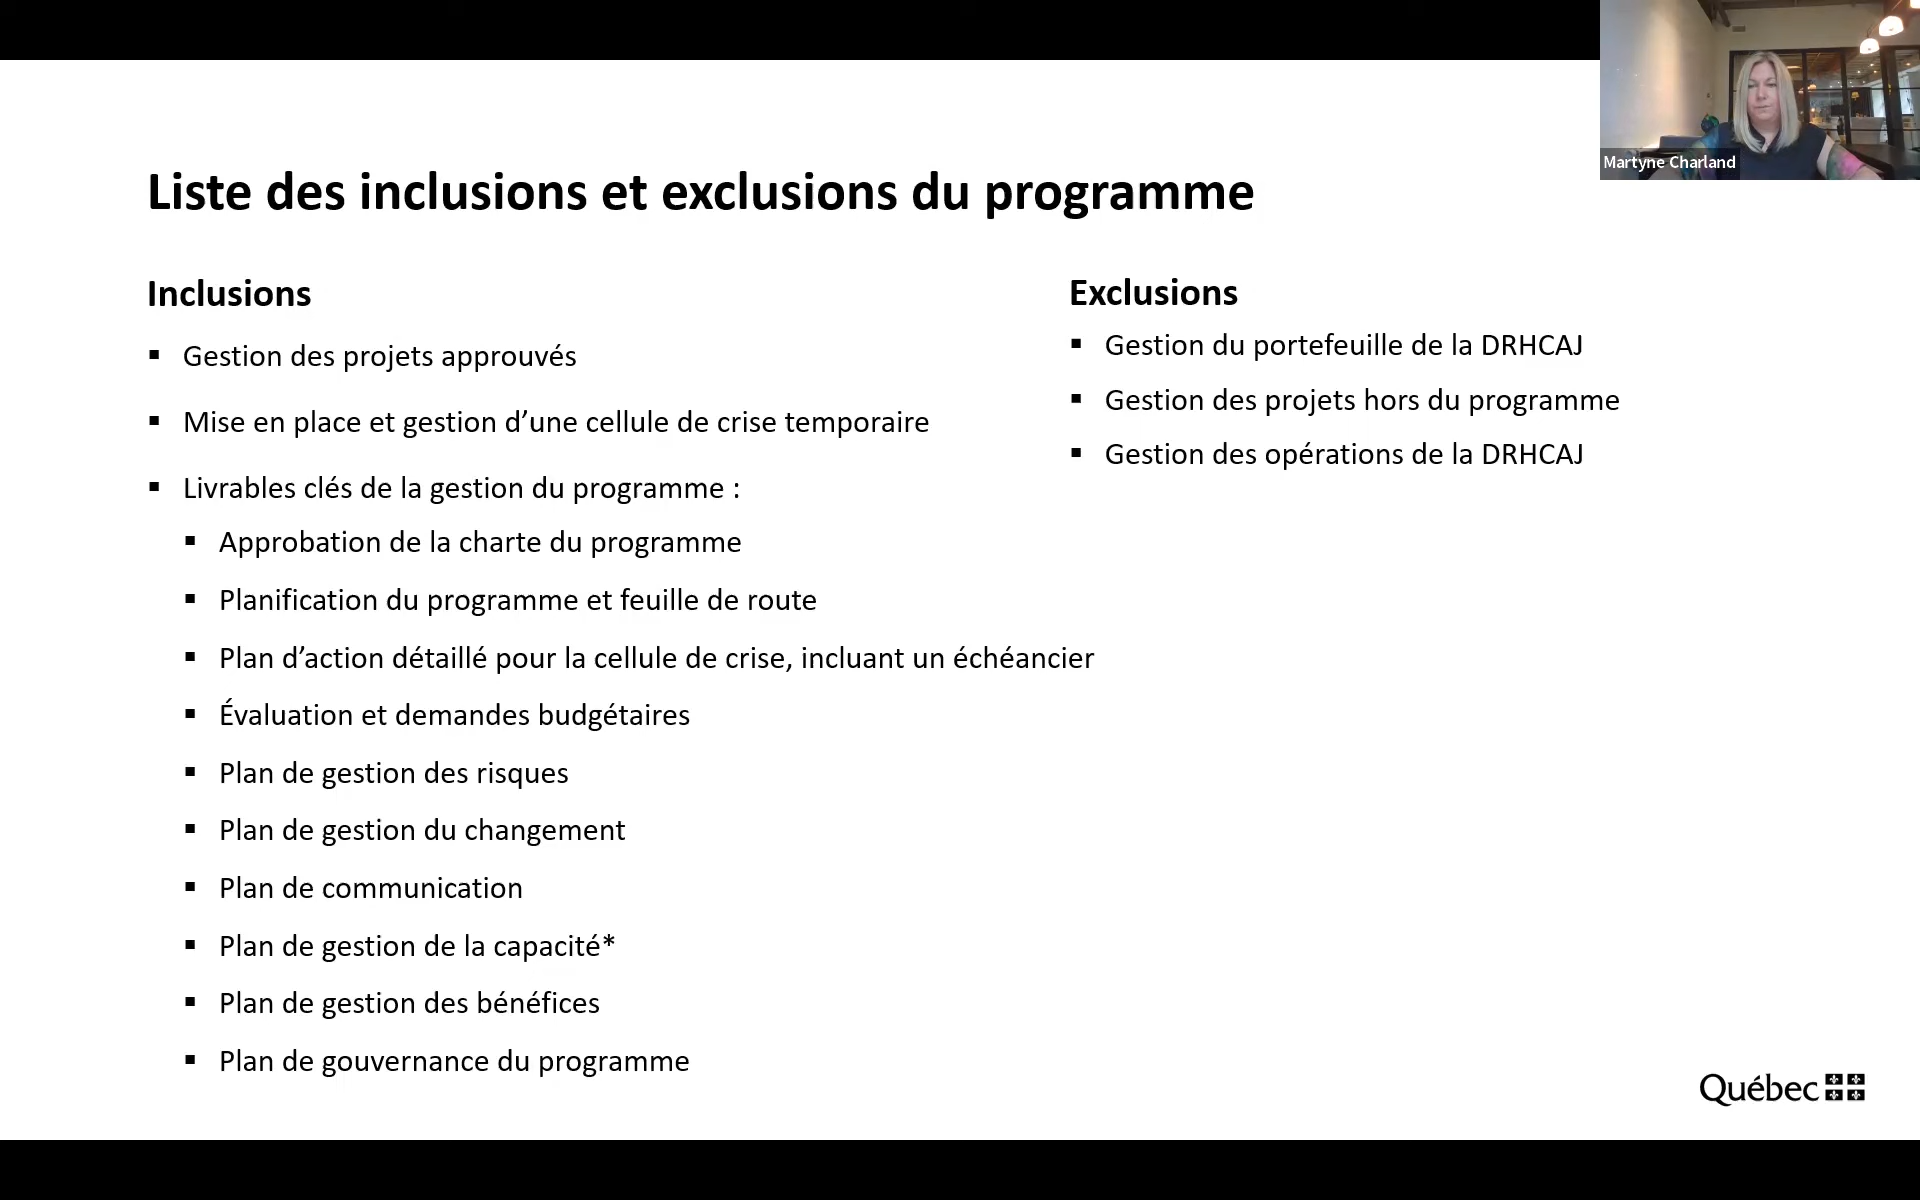 Martyne Charland
Liste des inclusions et exclusions du programme
Inclusions
▪ Gestion des projets approuvés
▪ Mise en place et gestion d’une cellule de crise temporaire
▪ Livrables clés de la gestion du programme :
▪ Approbation de la charte du programme
▪ Planification du programme et feuille de route
▪ Plan d’action détaillé pour la cellule de crise, incluant un échéancier
▪ Évaluation et demandes budgétaires
▪ Plan de gestion des risques
▪ Plan de gestion du changement
▪ Plan de communication
▪ Plan de gestion de la capacité*
▪ Plan de gestion des bénéfices
▪ Plan de gouvernance du programme
Exclusions
▪ Gestion du portefeuille de la DRHCAJ
▪ Gestion des projets hors du programme
▪ Gestion des opérations de la DRHCAJ
Québec